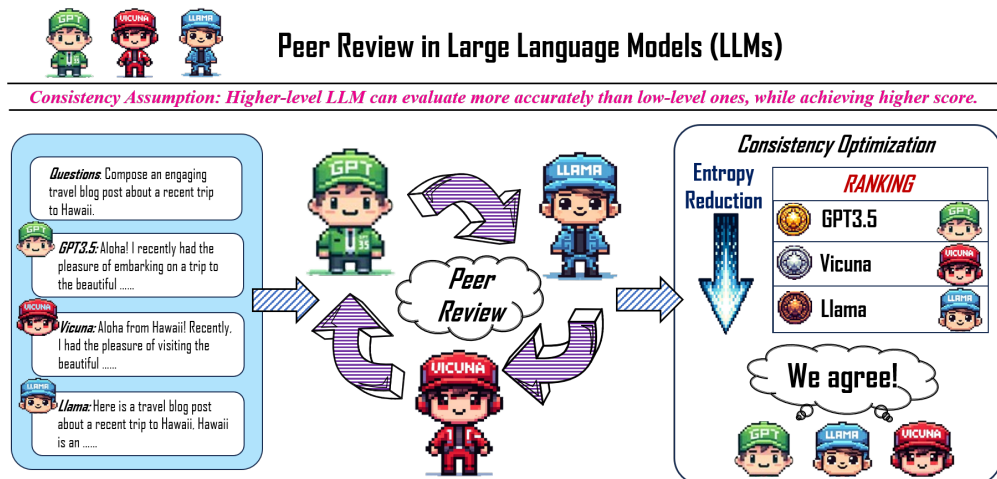 GPT
VICUNA
LLAMA
Peer Review in Large Language Models (LLMs)
Consistency Assumption: Higher-level LLM can evaluate more accurately than low-level ones, while achieving higher score.
Questions: Compose an engaging
travel blog post about a recent trip
to Hawaii.
GPT
GPT3.5: Aloha! I recently had the
pleasure of embarking on a trip to
the beautiful ......
VICUNA
Vicuna: Aloha from Hawaii! Recently,
I had the pleasure of visiting the
beautiful ......
LLAMA
Llama: Here is a travel blog post
about a recent trip to Hawaii, Hawaii
is an ......
GPT
35
LLAMA
Peer
Review
VICUNA
Consistency Optimization
Entropy
Reduction
RANKING
GPT3.5
GPT
Vicuna
VICUNA
Llama
LLAMA
We agree!
GPT
LLAMA
VICUNA